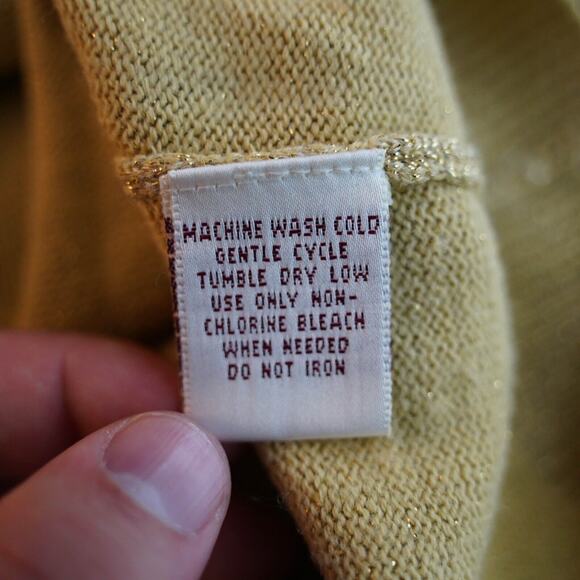 MACHINE WASH COLD
GENTLE CYCLE
TUMBLE DRY LOW
USE ONLY NON-
CHLORINE BLEACH
WHEN NEEDED
DO NOT IRON